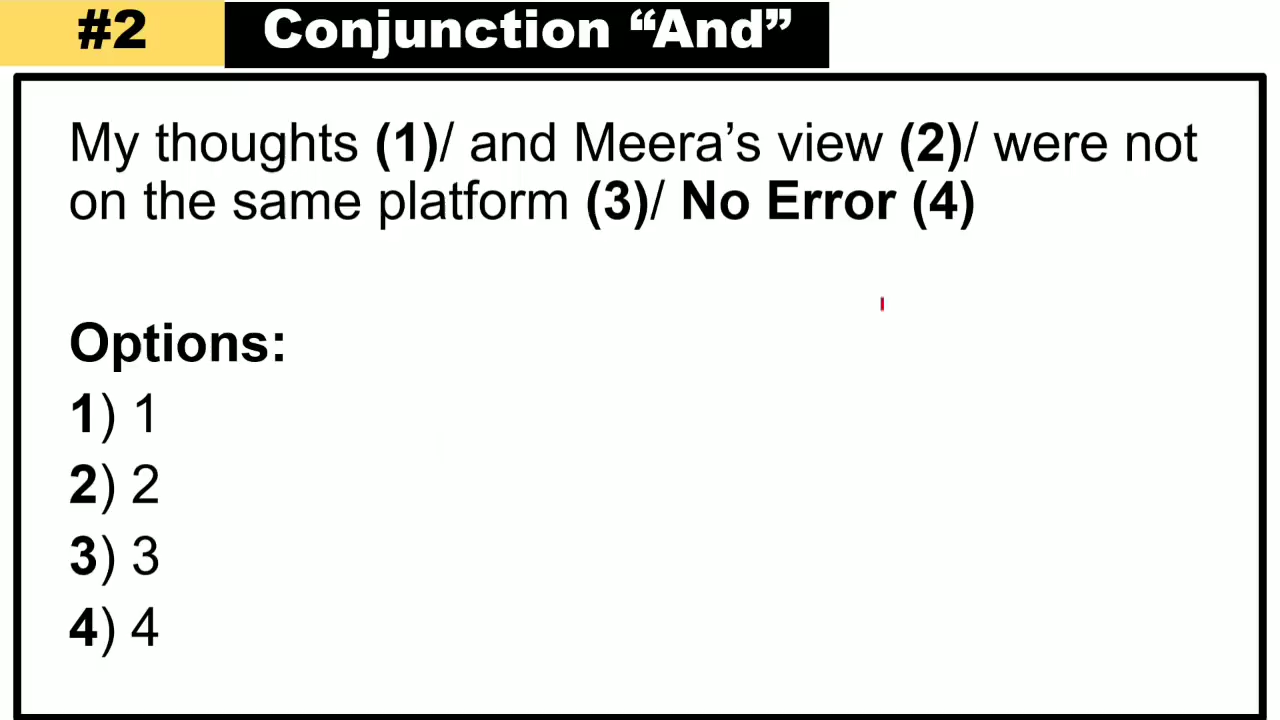 #2 Conjunction “And”
My thoughts (1)/ and Meera’s view (2)/ were not
on the same platform (3)/ No Error (4)
Options:
1) 1
2) 2
3) 3
4) 4